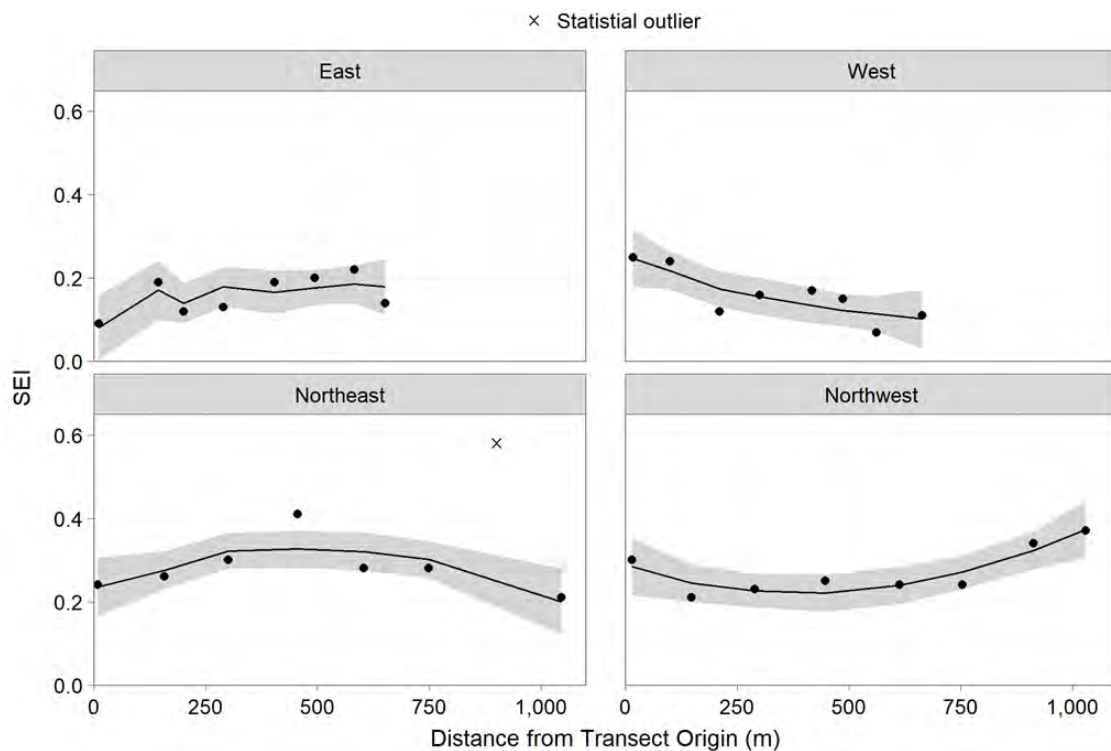 × Statistial outlier
East
West
0.6
0.4
0.2
0.0
SEI
Northeast
Northwest
0.6
0.4
0.2
0.0
0 250 500 750 1,000
0 250 500 750 1,000
Distance from Transect Origin (m)